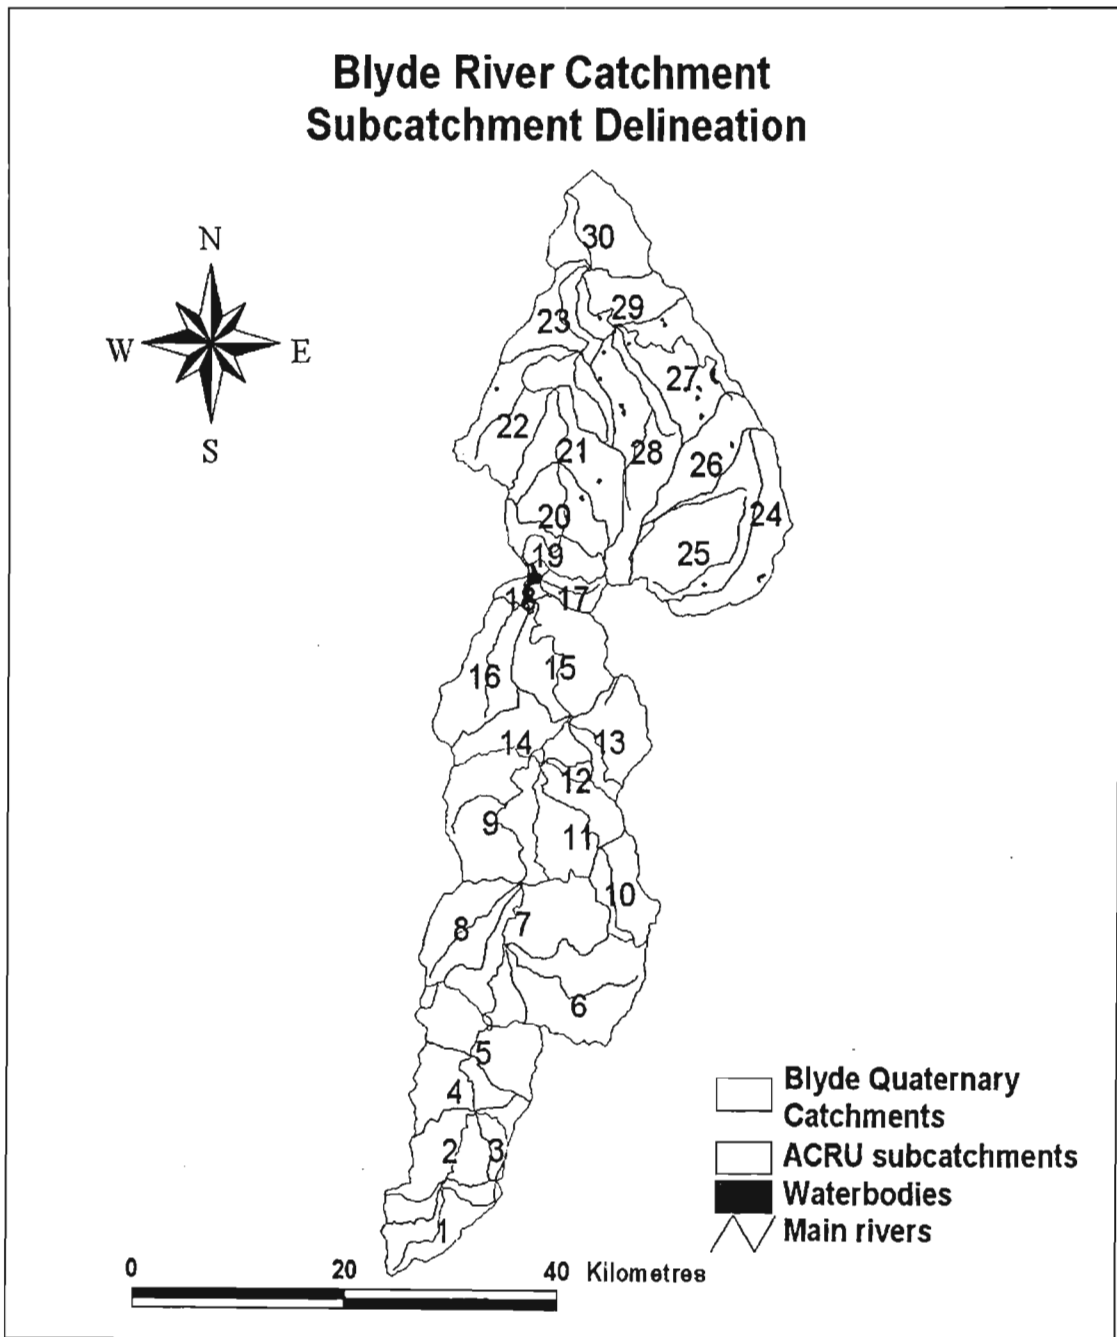 Blyde River Catchment
Subcatchment Delineation
N
W E
S
30
29
23
27
22
21
28
26
20
24
25
19
18 17
16
15
14
13
12
9
11
10
8
7
6
5
4
2
3
1
Blyde Quaternary
Catchments
ACRU subcatchments
Waterbodies
Main rivers
0 20 40 Kilometres